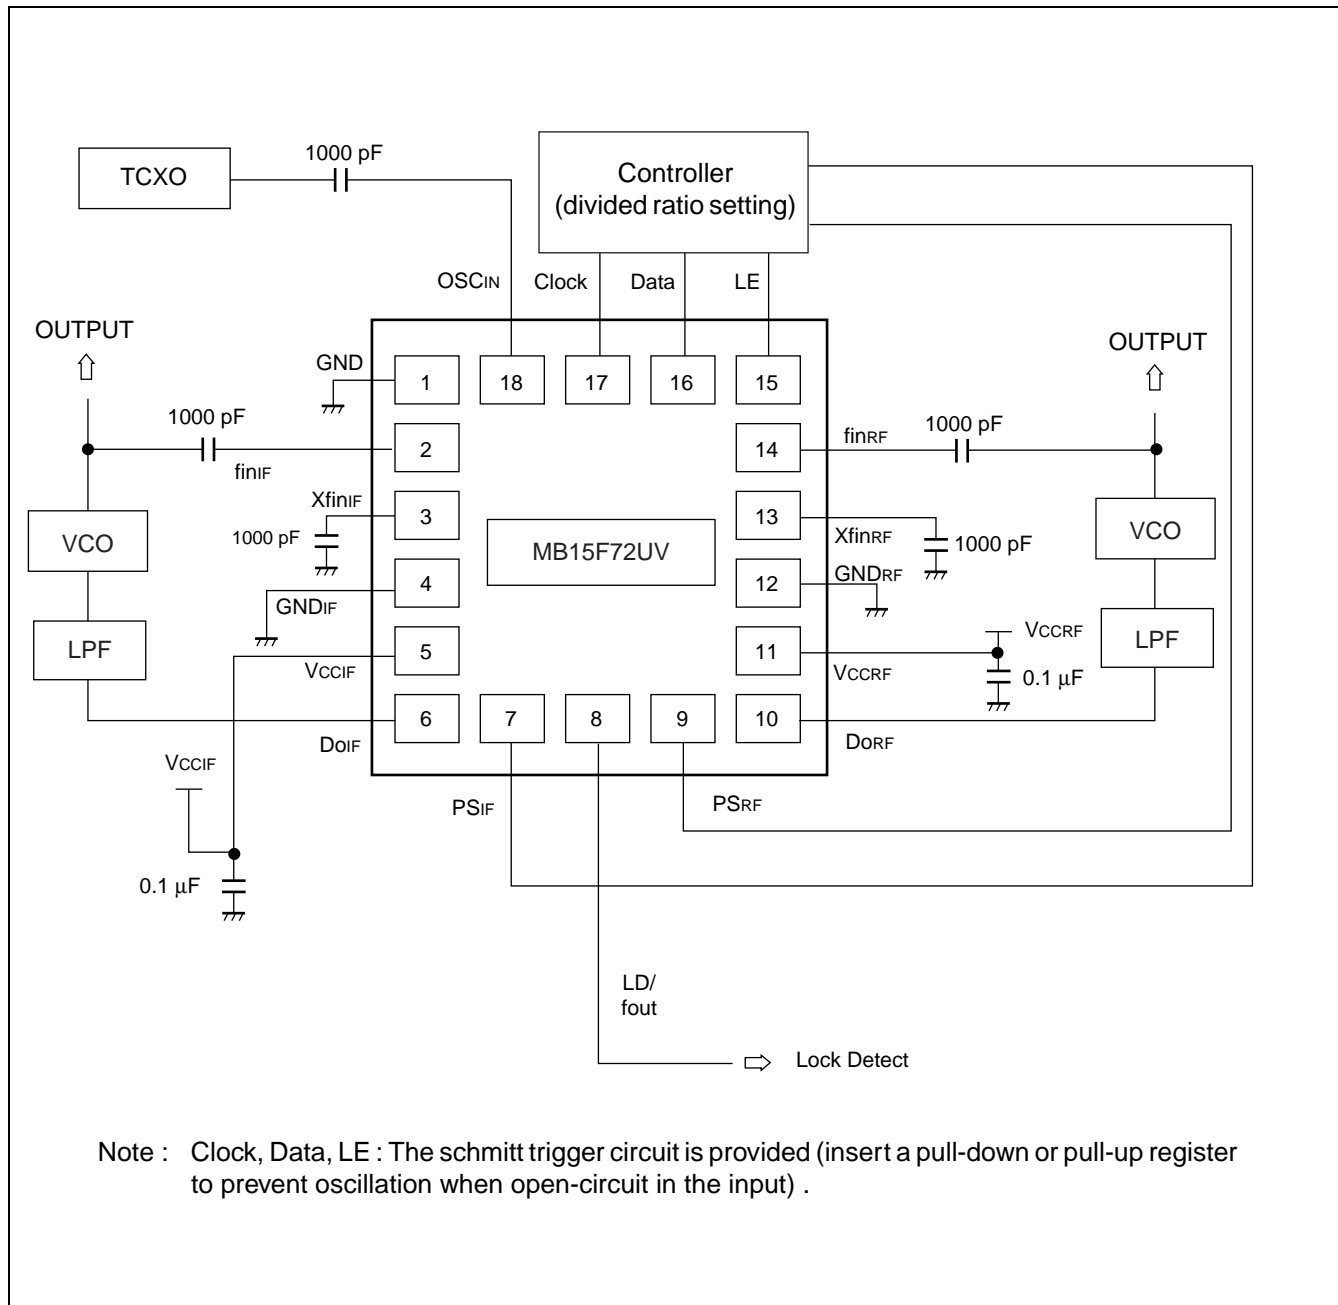 1000 pF
TCXO
Controller
(divided ratio setting)
OSCIN
Clock
Data
LE
OUTPUT
OUTPUT
GND
1
18
17
16
15
1000 pF
finIF
2
14
finRF
1000 pF
XfinIF
3
13
XfinRF
1000 pF
1000 pF
VCO
MB15F72UV
VCO
GNDIF
4
12
GNDRF
LPF
VCCIF
5
11
VCCRF
VCCRF
0.1 µF
LPF
DoIF
6
7
8
9
10
DoRF
VCCIF
0.1 µF
PSIF
PSRF
LD/
fout
Lock Detect
Note : Clock, Data, LE : The schmitt trigger circuit is provided (insert a pull-down or pull-up register
to prevent oscillation when open-circuit in the input) .